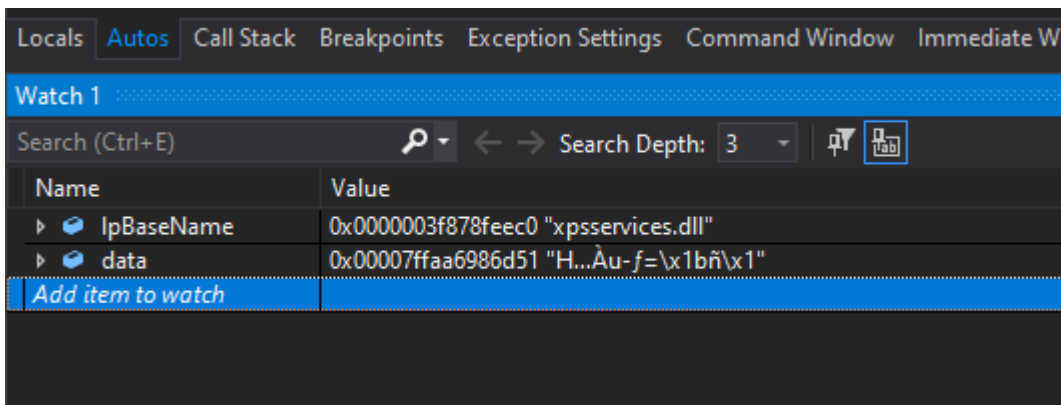 Locals Autos Call Stack Breakpoints Exception Settings Command Window Immediate W
Watch 1
Search (Ctrl+E) Search Depth: 3
Name Value
lpBaseName 0x0000003f878feec0 "xpsservices.dll"
data 0x00007ffaa6986d51 "H…Àu-ƒ=\x1bñ\x1"
Add item to watch